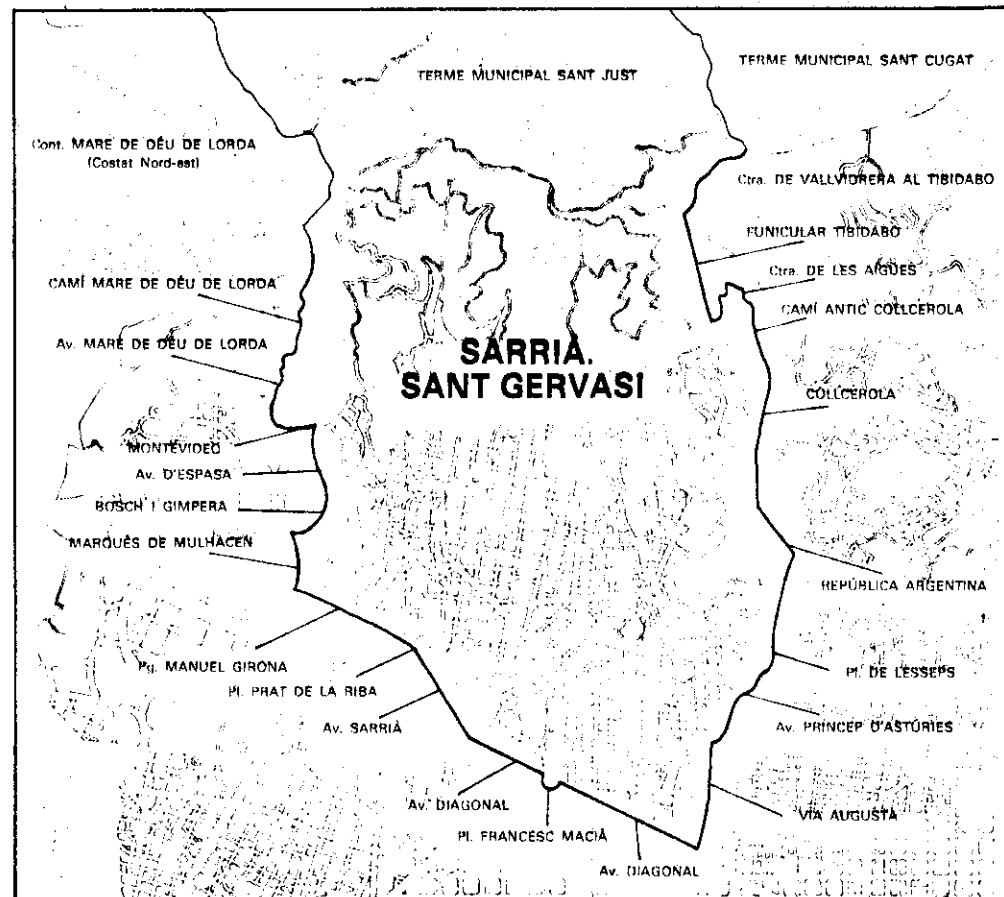 TERME MUNICIPAL SANT JUST
TERME MUNICIPAL SANT CUGAT
Cont. MARE DE DÉU DE LORDA
(Costat Nord-est)
Ctra. DE VALLVIDRERA AL TIBIDABO
FUNICULAR TIBIDABO
Ctra. DE LES AIGÜES
CAMÍ MARE DE DÉU DE LORDA
CAMÍ ANTIC COLLCEROLA
Av. MARE DE DÉU DE LORDA
SARRIÀ.
SANT GERVASI
COLLCEROLA
MONTEVIDEO
Av. D'ESPASA
BOSCH I GIMPERA
MARQUÈS DE MULHACEN
REPÚBLICA ARGENTINA
Pg. MANUEL GIRONA
Pl. DE LESSEPS
Pl. PRAT DE LA RIBA
Av. SARRIÀ
Av. PRÍNCEP D'ASTÚRIES
Av. DIAGONAL
VIA AUGUSTA
Pl. FRANCESC MACIÀ
Av. DIAGONAL